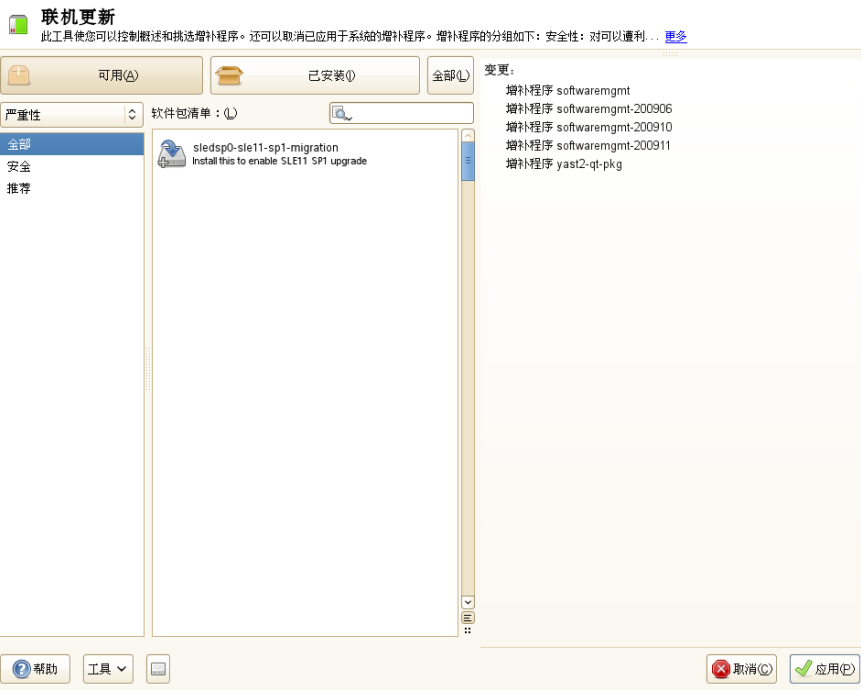 联机更新
此工具使您可以控制概述和挑选增补程序。还可以取消已应用于系统的增补程序。增补程序的分组如下：安全性：对可以遭利... 更多
可用(A)
已安装(I)
全部(L)
严重性
软件包清单：(L)
全部
安全
推荐
sledsp0-sle11-sp1-migration
Install this to enable SLE11 SP1 upgrade
变更：
增补程序 softwaremgmt
增补程序 softwaremgmt-200906
增补程序 softwaremgmt-200910
增补程序 softwaremgmt-200911
增补程序 yast2-qt-pkg
帮助
工具
取消(C)
应用(P)